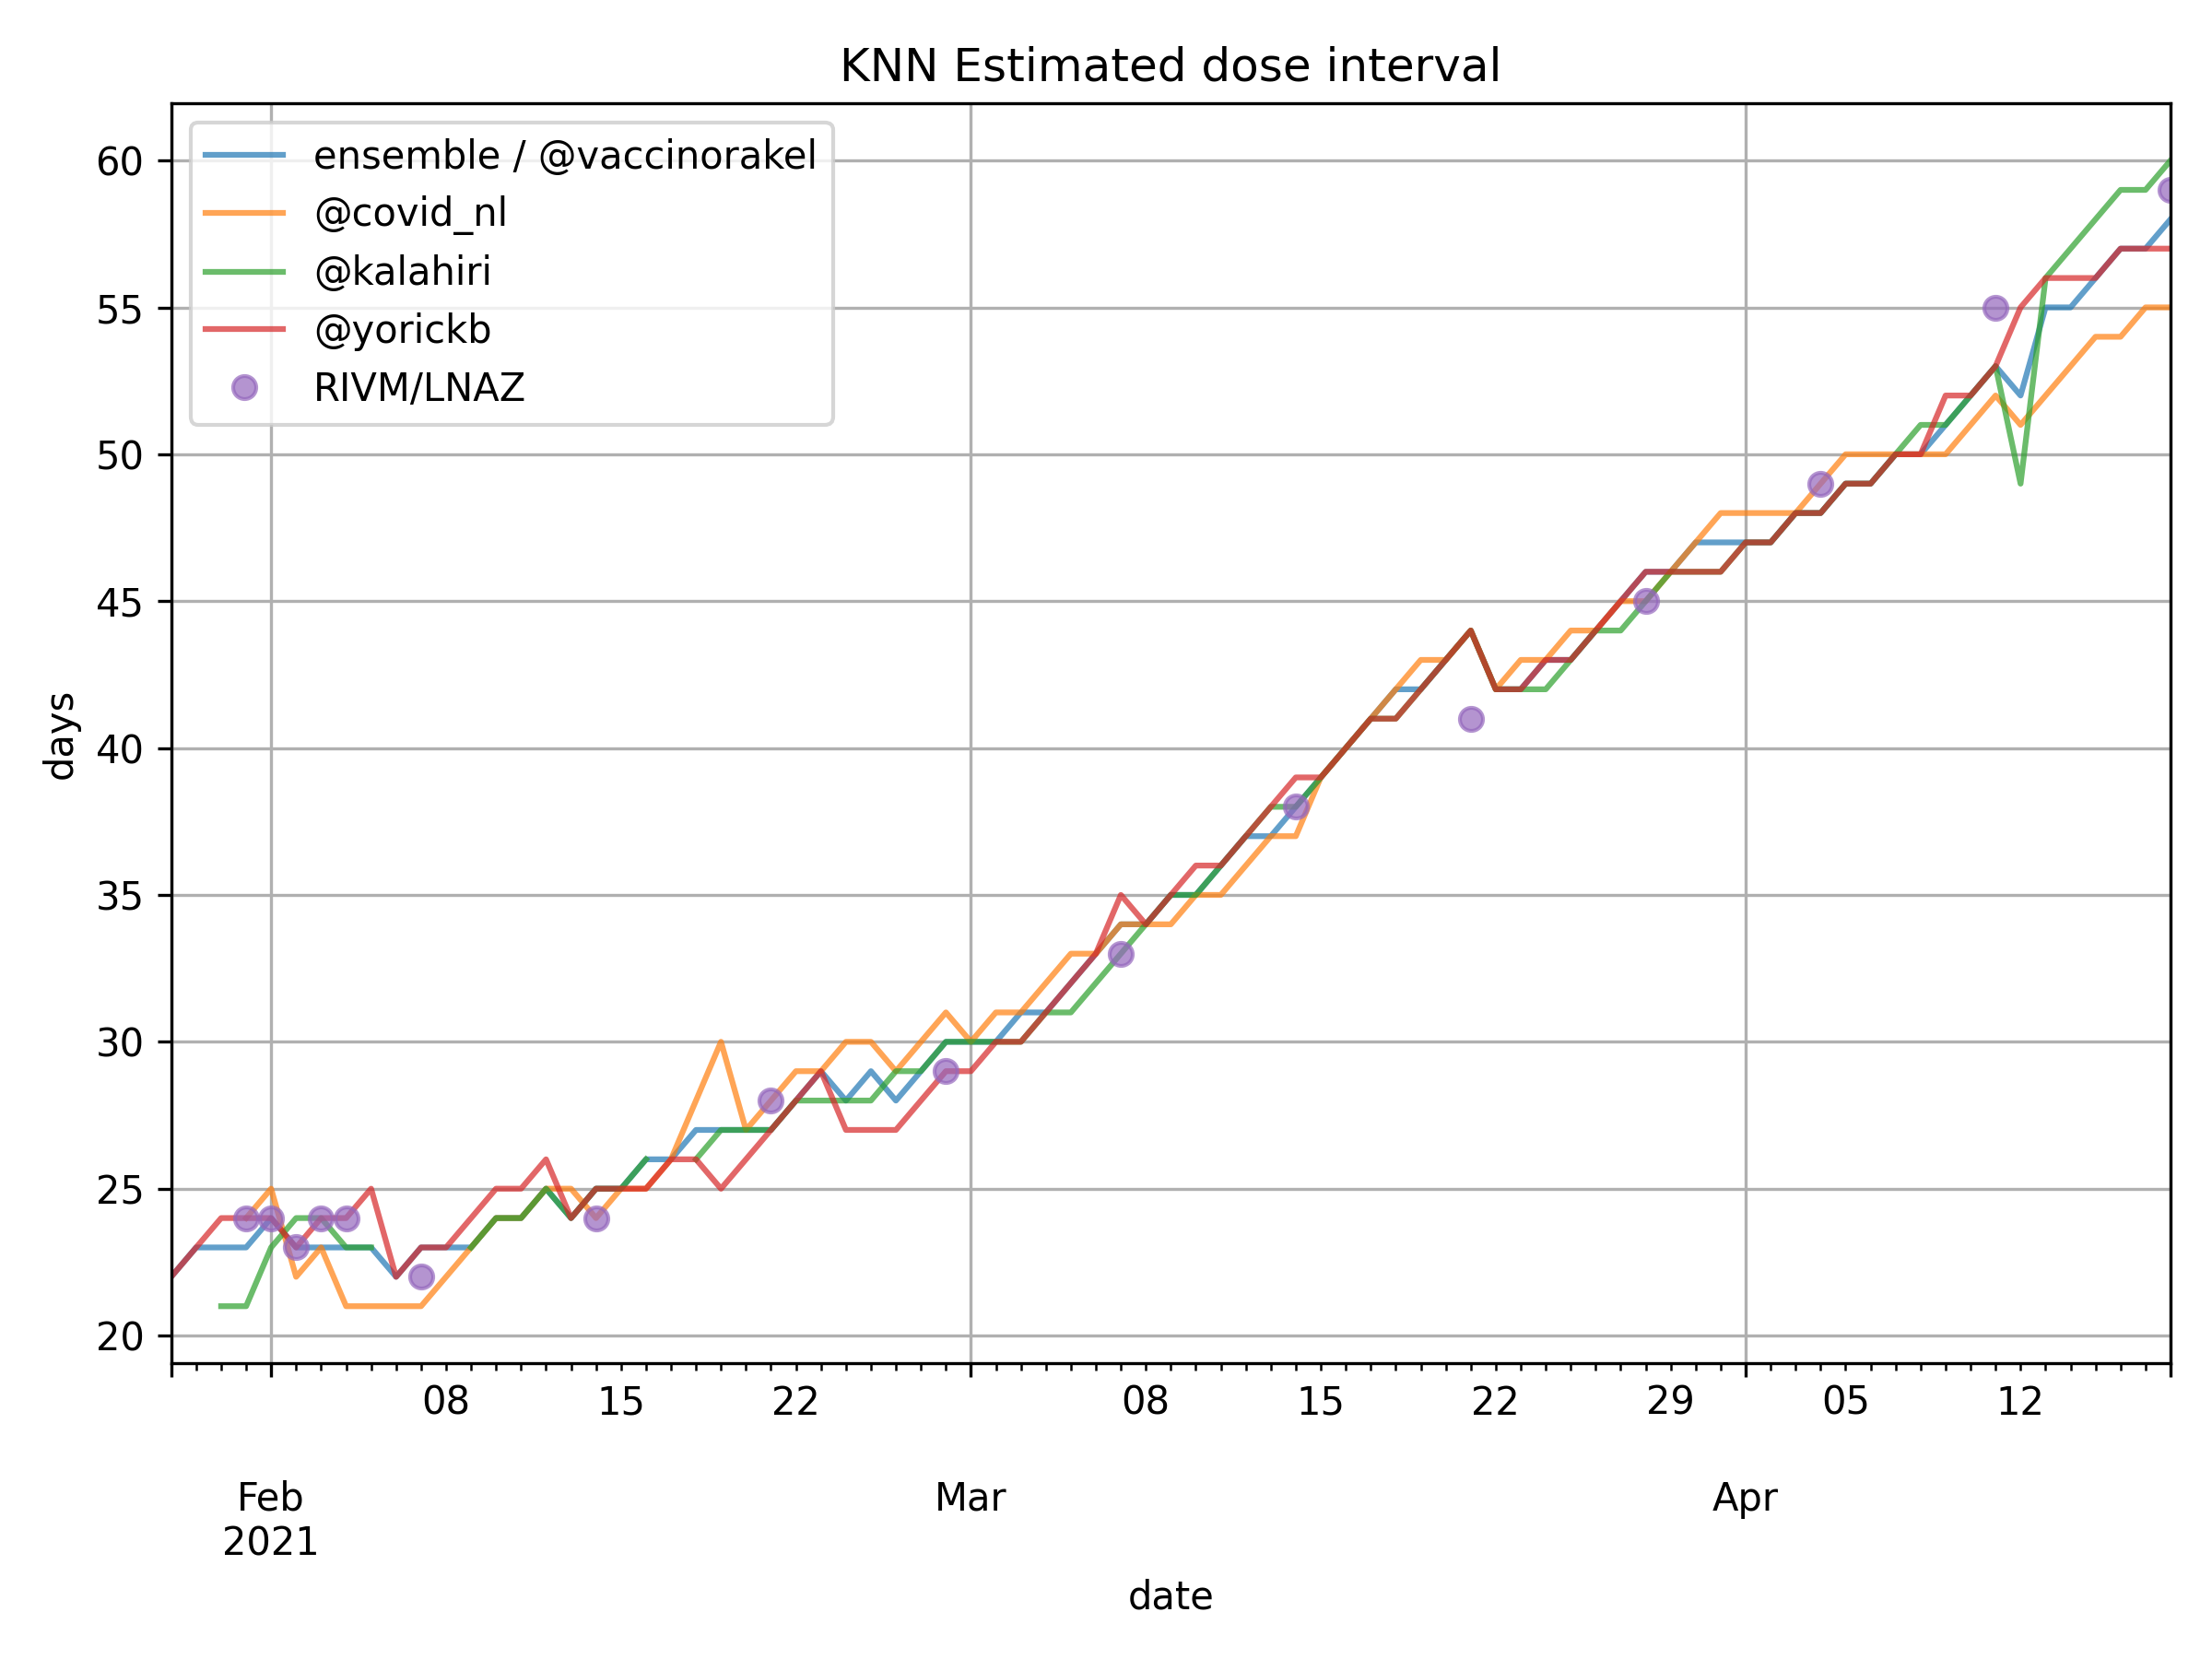 KNN Estimated dose interval
ensemble / @vaccinorakel
@covid_nl
@kalahiri
@yorickb
RIVM/LNAZ
60
55
50
45
40
35
30
25
20
days
08 15 22 08 15 22 29 05 12
Feb Mar Apr
2021
date